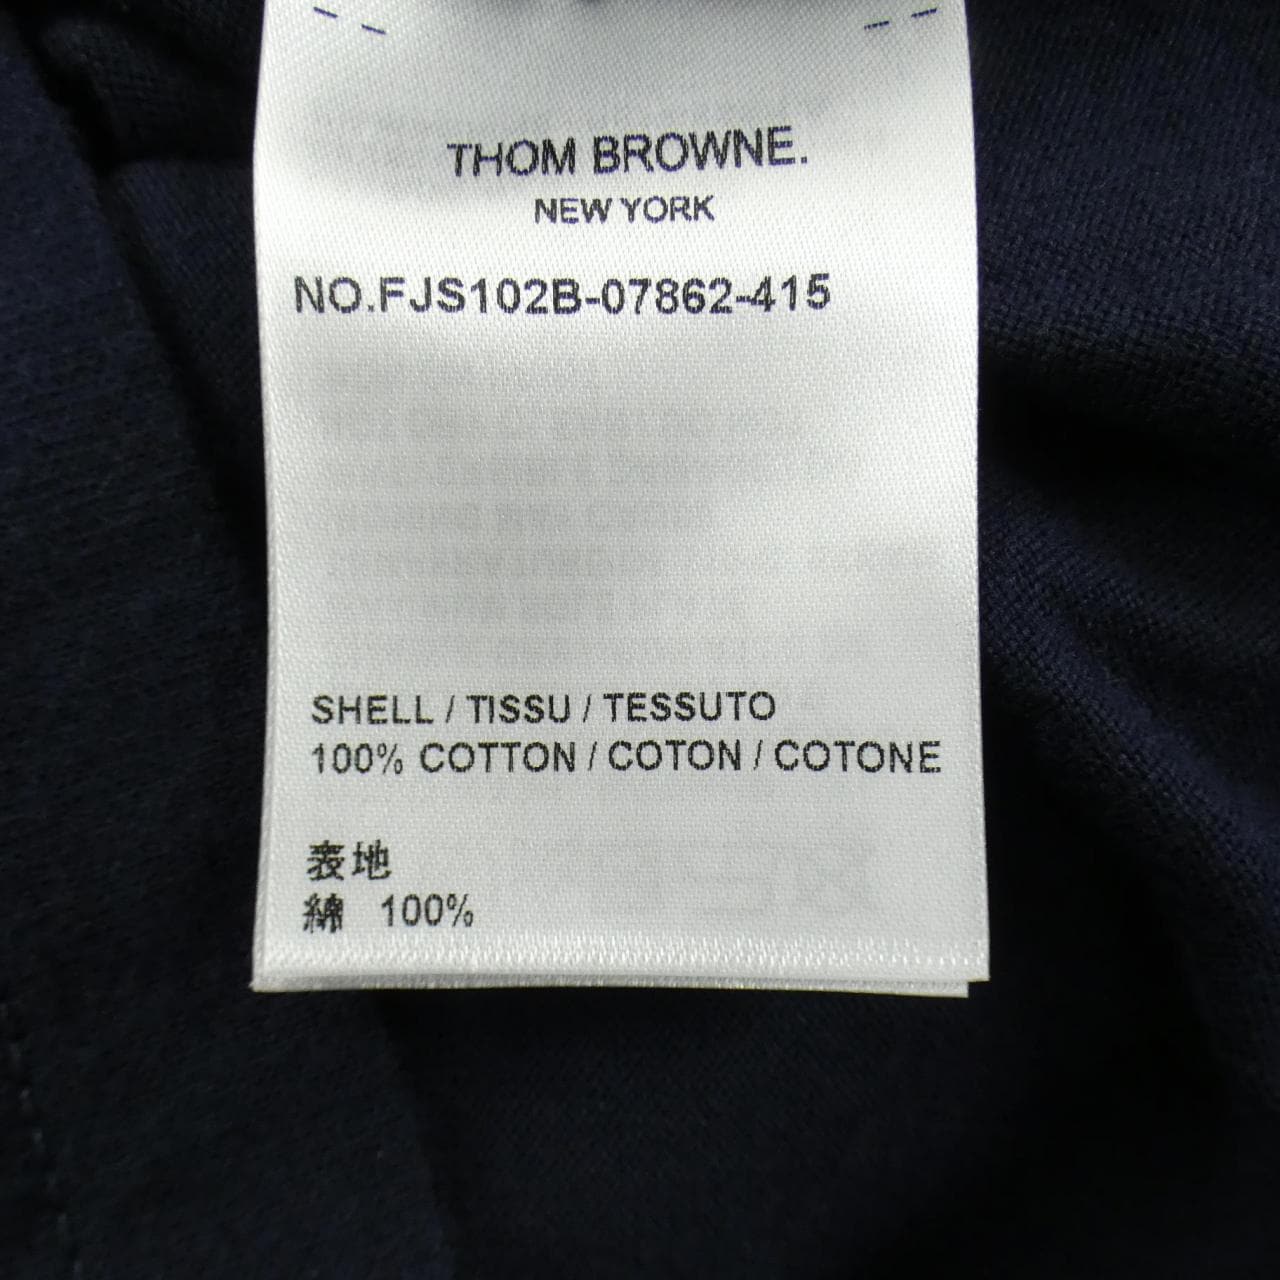 THOM BROWNE.
NEW YORK
NO.FJS102B-07862-415
SHELL / TISSU / TESSUTO
100% COTTON / COTON / COTONE
表地
綿 100%